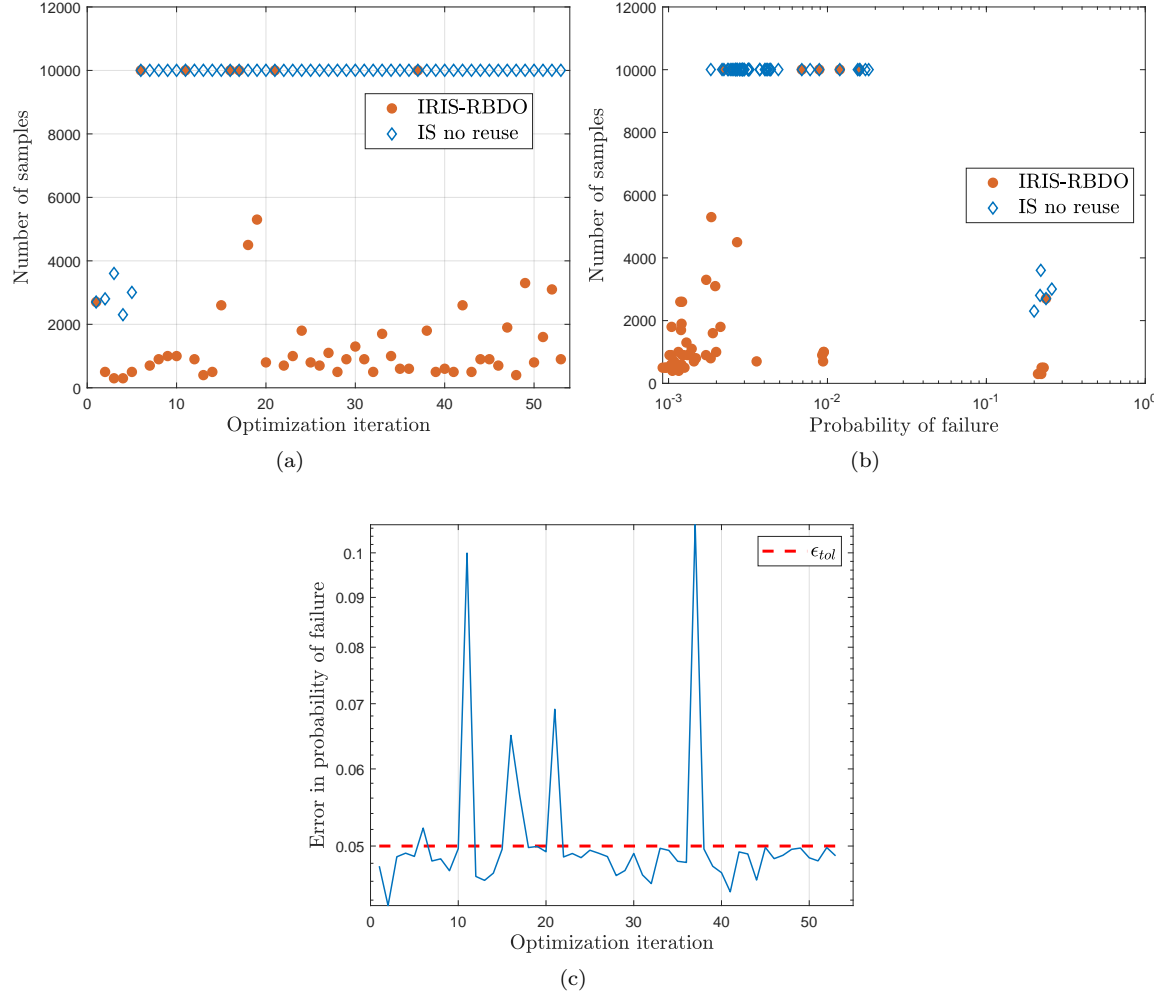 12000
10000
8000
6000
4000
2000
0
Number of samples
IRIS-RBDO
IS no reuse
0 10 20 30 40 50
Optimization iteration
(a)
12000
10000
8000
6000
4000
2000
0
Number of samples
IRIS-RBDO
IS no reuse
10⁻³ 10⁻² 10⁻¹ 10⁰
Probability of failure
(b)
0.1
0.09
0.08
0.07
0.06
0.05
Error in probability of failure
ϵ_tol
0 10 20 30 40 50
Optimization iteration
(c)